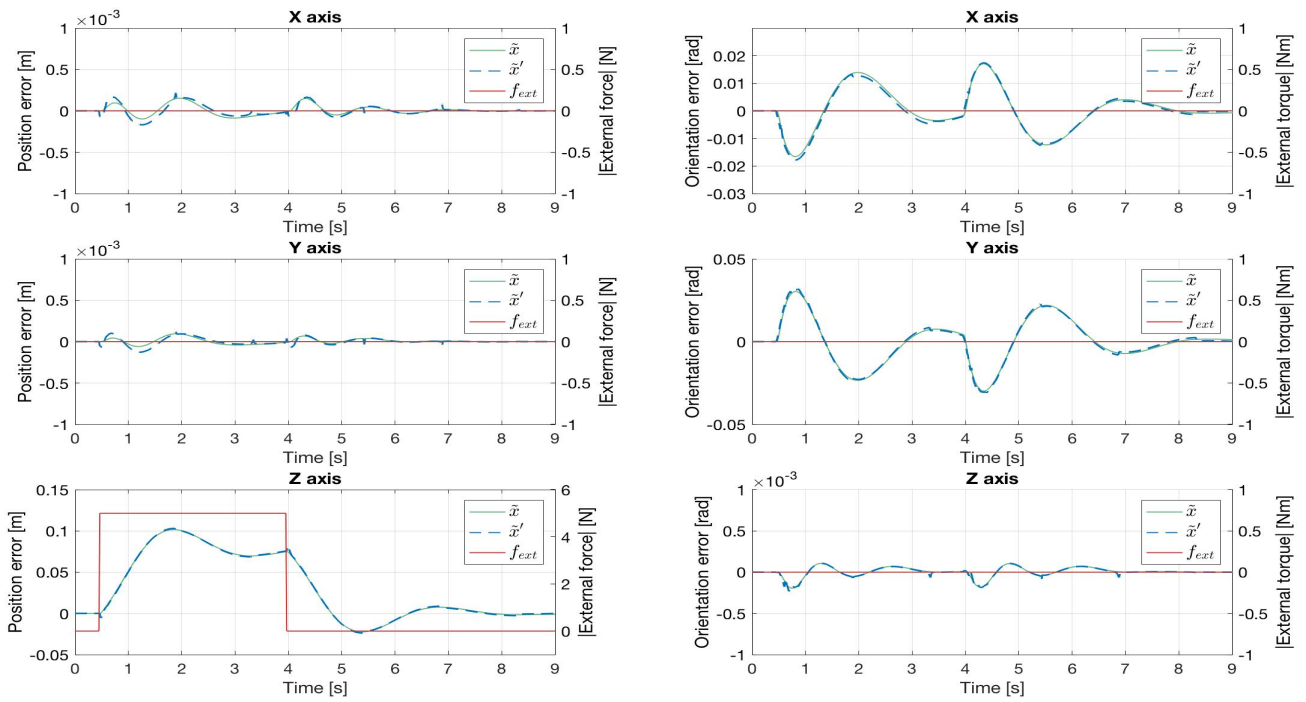 X axis
×10⁻³
1
0.5
0
-0.5
-1
Position error [m]
1
0.5
0
-0.5
-1
|External force| [N]
x̃
x̃′
f_ext
0 1 2 3 4 5 6 7 8 9
Time [s]
X axis
0.02
0.01
0
-0.01
-0.02
-0.03
Orientation error [rad]
1
0.5
0
-0.5
-1
|External torque| [Nm]
x̃
x̃′
f_ext
0 1 2 3 4 5 6 7 8 9
Time [s]
Y axis
×10⁻³
1
0.5
0
-0.5
-1
Position error [m]
1
0.5
0
-0.5
-1
|External force| [N]
x̃
x̃′
f_ext
0 1 2 3 4 5 6 7 8 9
Time [s]
Y axis
0.05
0
-0.05
Orientation error [rad]
1
0.5
0
-0.5
-1
|External torque| [Nm]
x̃
x̃′
f_ext
0 1 2 3 4 5 6 7 8 9
Time [s]
Z axis
0.15
0.1
0.05
0
-0.05
Position error [m]
6
4
2
0
|External force| [N]
x̃
x̃′
f_ext
0 1 2 3 4 5 6 7 8 9
Time [s]
Z axis
×10⁻³
1
0.5
0
-0.5
-1
Orientation error [rad]
1
0.5
0
-0.5
-1
|External torque| [Nm]
x̃
x̃′
f_ext
0 1 2 3 4 5 6 7 8 9
Time [s]